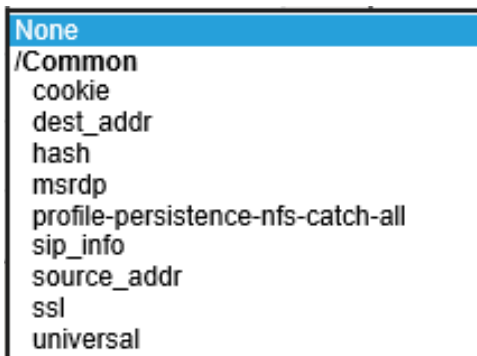 None
/Common
cookie
dest_addr
hash
msrdp
profile-persistence-nfs-catch-all
sip_info
source_addr
ssl
universal